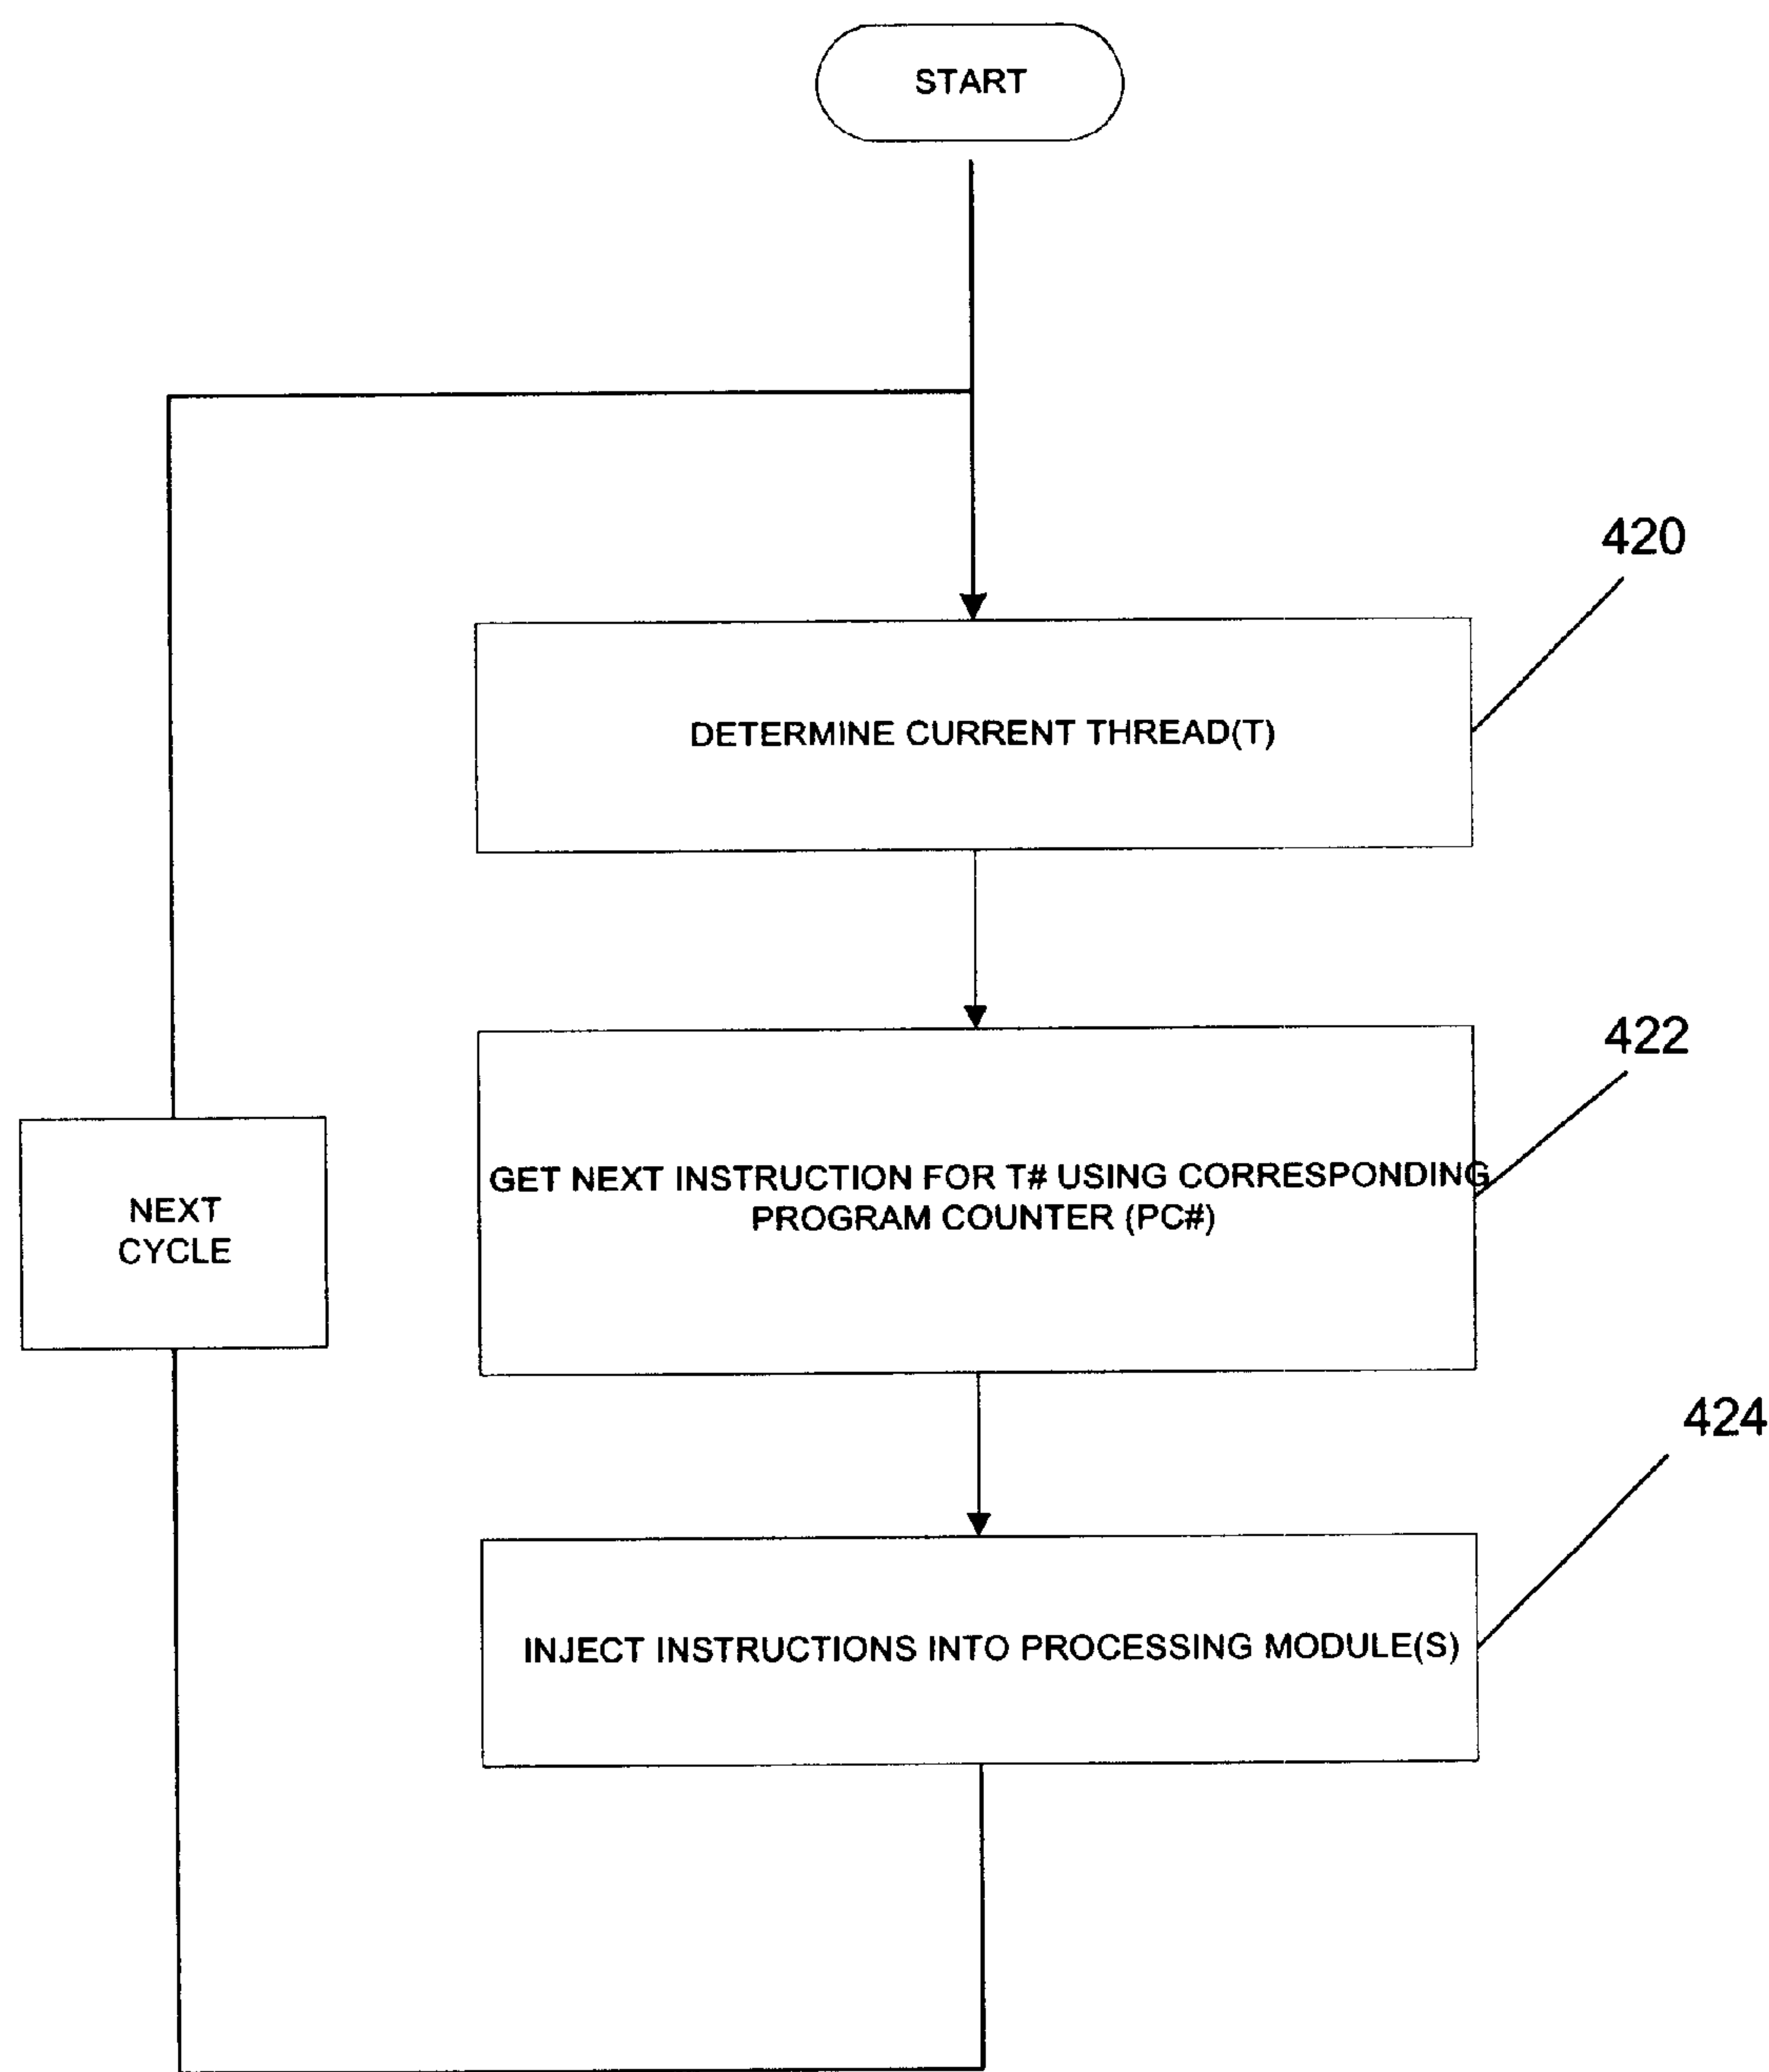 START
420
DETERMINE CURRENT THREAD(T)
422
GET NEXT INSTRUCTION FOR T# USING CORRESPONDING
PROGRAM COUNTER (PC#)
NEXT
CYCLE
424
INJECT INSTRUCTIONS INTO PROCESSING MODULE(S)